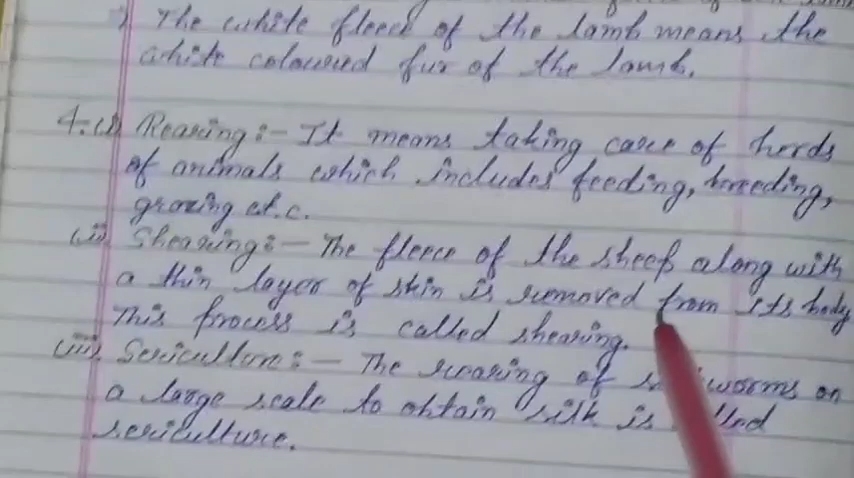 The white fleece of the lamb means the
white coloured fur of the lamb.
4.(i) Rearing:- It means taking care of herds
of animals which includes feeding, breeding,
grazing et.c.
(ii) Shearing:- The fleece of the sheep along with
a thin layer of skin is removed from its body
This process is called shearing.
(iii) Sericulture:- The rearing of worms on
a large scale to obtain silk is
sericulture.